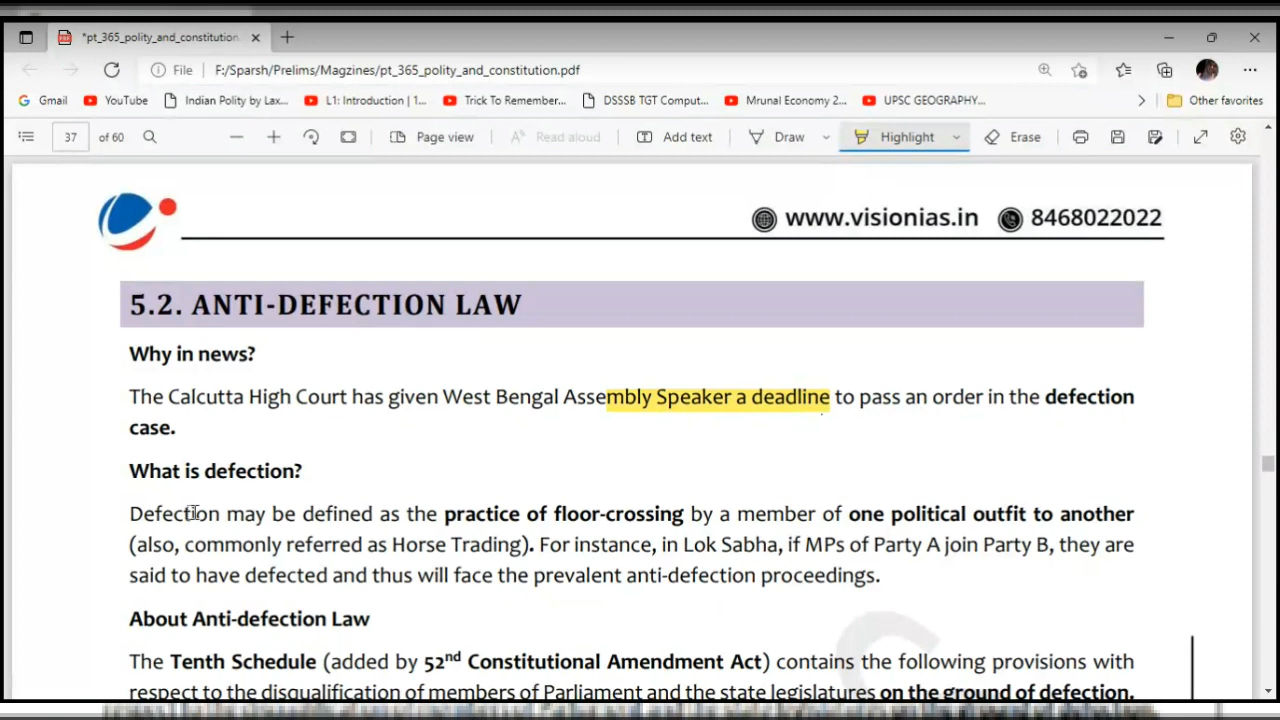 *pt_365_polity_and_constitution
File F:/Sparsh/Prelims/Magzines/pt_365_polity_and_constitution.pdf
Gmail YouTube Indian Polity by Lax... L1: Introduction | 1... Trick To Remember... DSSSB TGT Comput... Mrunal Economy 2... UPSC GEOGRAPHY... Other favorites
37 of 60 Page view Read aloud Add text Draw Highlight Erase
www.visionias.in 8468022022
5.2. ANTI-DEFECTION LAW
Why in news?
The Calcutta High Court has given West Bengal Assembly Speaker a deadline to pass an order in the defection
case.
What is defection?
Defection may be defined as the practice of floor-crossing by a member of one political outfit to another
(also, commonly referred as Horse Trading). For instance, in Lok Sabha, if MPs of Party A join Party B, they are
said to have defected and thus will face the prevalent anti-defection proceedings.
About Anti-defection Law
The Tenth Schedule (added by 52nd Constitutional Amendment Act) contains the following provisions with
respect to the disqualification of members of Parliament and the state legislatures on the ground of defection.